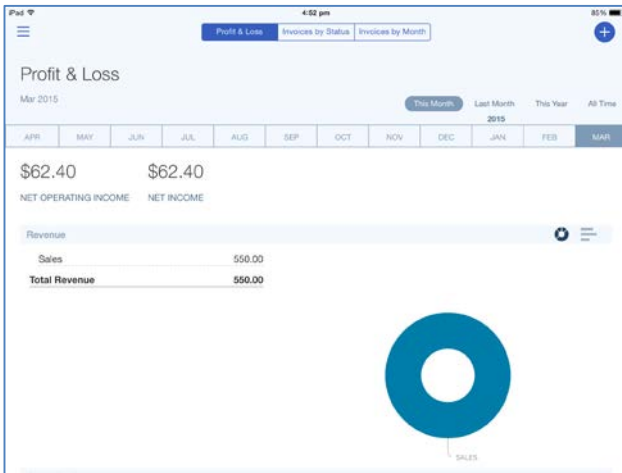 iPad 4:52 pm 85%
Profit & Loss Invoices by Status Invoices by Month
Profit & Loss
Mar 2015
This Month Last Month This Year All Time
2015
APR MAY JUN JUL AUG SEP OCT NOV DEC JAN FEB MAR
$62.40 $62.40
NET OPERATING INCOME NET INCOME
Revenue
Sales 550.00
Total Revenue 550.00
SALES